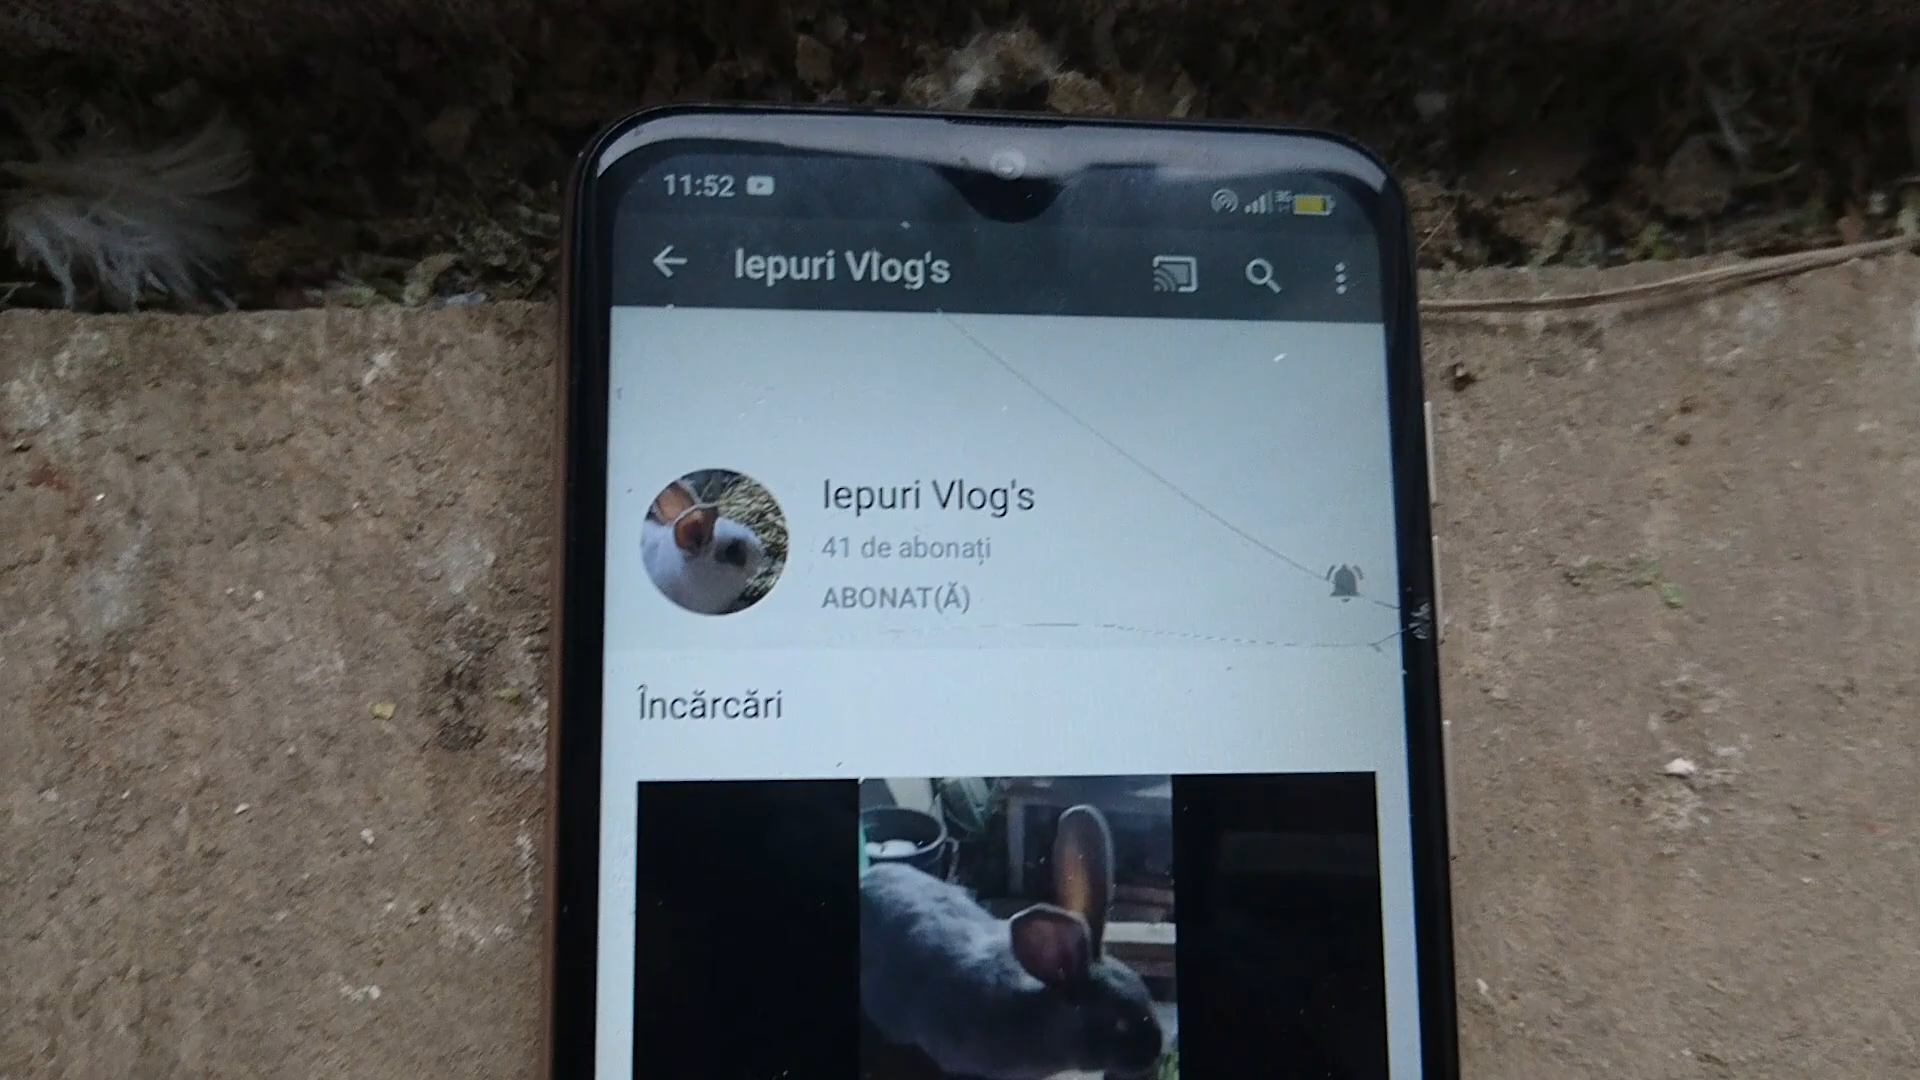 11:52
Iepuri Vlog's
Iepuri Vlog's
41 de abonați
ABONAT(Ă)
Încărcări